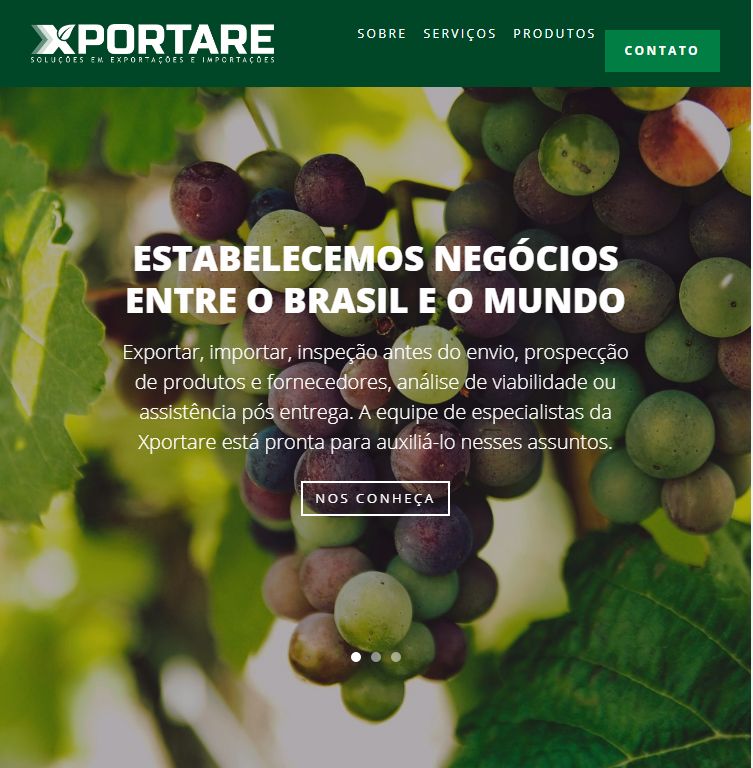 XPORTARE
SOLUÇÕES EM EXPORTAÇÕES E IMPORTAÇÕES
SOBRE SERVIÇOS PRODUTOS
CONTATO
ESTABELECEMOS NEGÓCIOS
ENTRE O BRASIL E O MUNDO
Exportar, importar, inspeção antes do envio, prospecção
de produtos e fornecedores, análise de viabilidade ou
assistência pós entrega. A equipe de especialistas da
Xportare está pronta para auxiliá-lo nesses assuntos.
NOS CONHEÇA